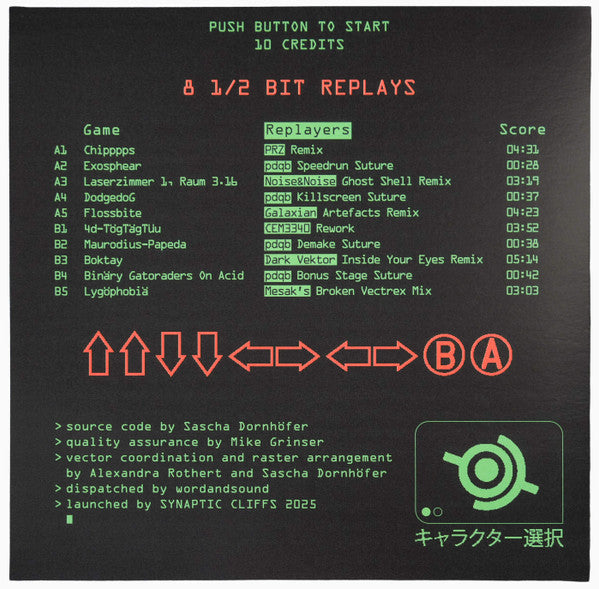 PUSH BUTTON TO START
10 CREDITS
8 1/2 BIT REPLAYS
Game Replayers Score
A1 Chipppps PRZ Remix 04:31
A2 Exosphear pdqb Speedrun Suture 00:28
A3 Laserzimmer 1, Raum 3.16 Noise&Noise Ghost Shell Remix 03:19
A4 DodgedoG pdqb Killscreen Suture 00:37
A5 Flossbite Galaxian Artefacts Remix 04:23
B1 4d-TögTägTUu CEM3340 Rework 03:52
B2 Maurodius-Papeda pdqb Demake Suture 00:38
B3 Boktay Dark Vektor Inside Your Eyes Remix 05:14
B4 Binäry Gatoraders On Acid pdqb Bonus Stage Suture 00:42
B5 Lygöphobiä Mesak's Broken Vectrex Mix 03:03
⇧⇧⇩⇩⇦⇨⇦⇨ B A
> source code by Sascha Dornhöfer
> quality assurance by Mike Grinser
> vector coordination and raster arrangement
by Alexandra Rothert and Sascha Dornhöfer
> dispatched by wordandsound
> launched by SYNAPTIC CLIFFS 2025
キャラクター選択